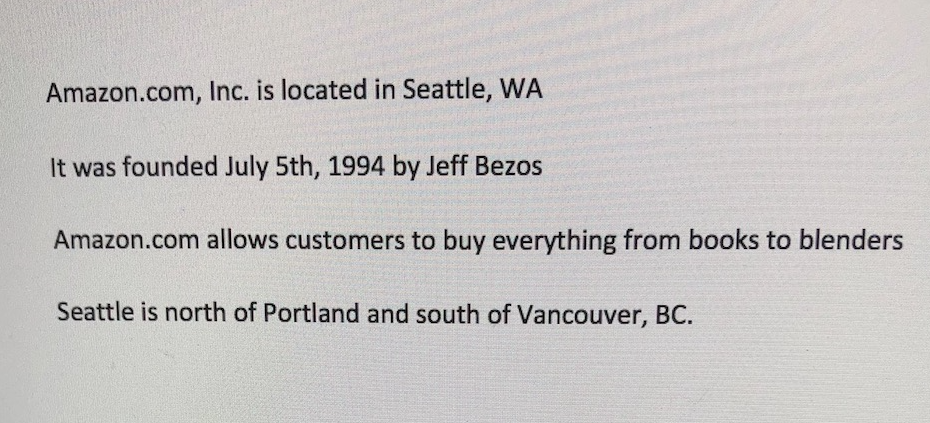 Amazon.com, Inc. is located in Seattle, WA
It was founded July 5th, 1994 by Jeff Bezos
Amazon.com allows customers to buy everything from books to blenders
Seattle is north of Portland and south of Vancouver, BC.